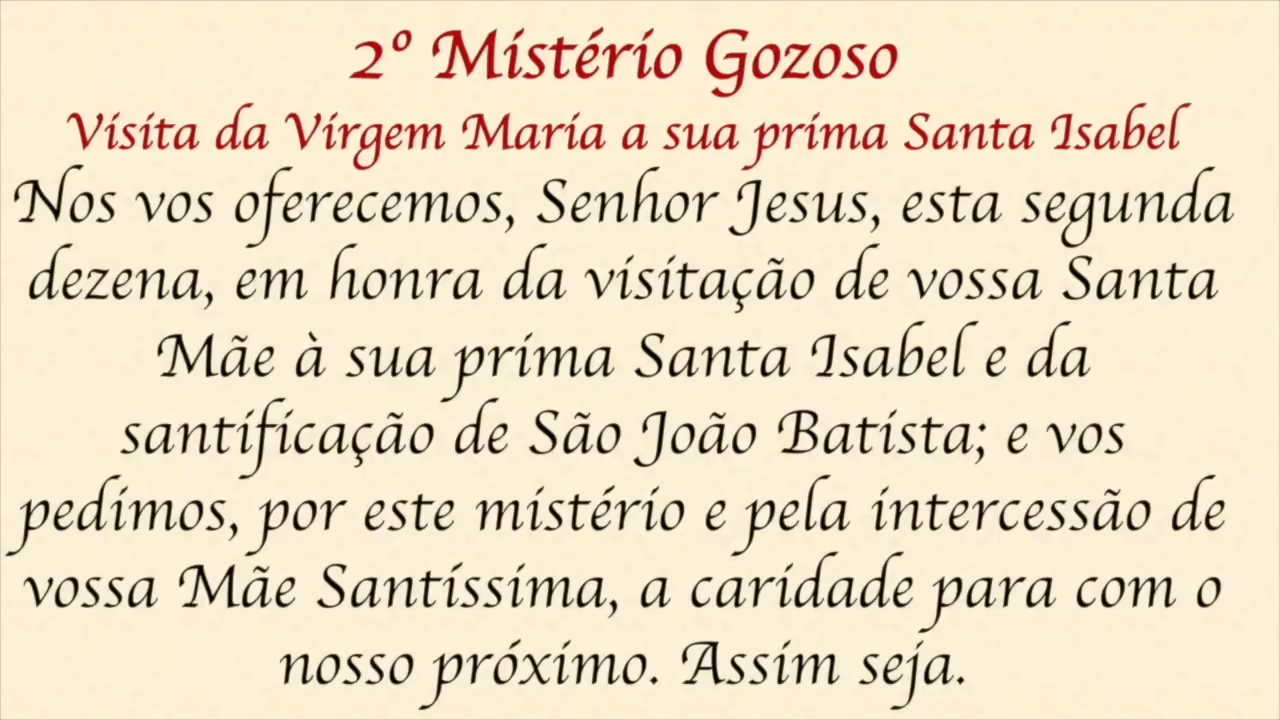 2º Mistério Gozoso
Visita da Virgem Maria a sua prima Santa Isabel
Nos vos oferecemos, Senhor Jesus, esta segunda
dezena, em honra da visitação de vossa Santa
Mãe à sua prima Santa Isabel e da
santificação de São João Batista; e vos
pedimos, por este mistério e pela intercessão de
vossa Mãe Santíssima, a caridade para com o
nosso próximo. Assim seja.